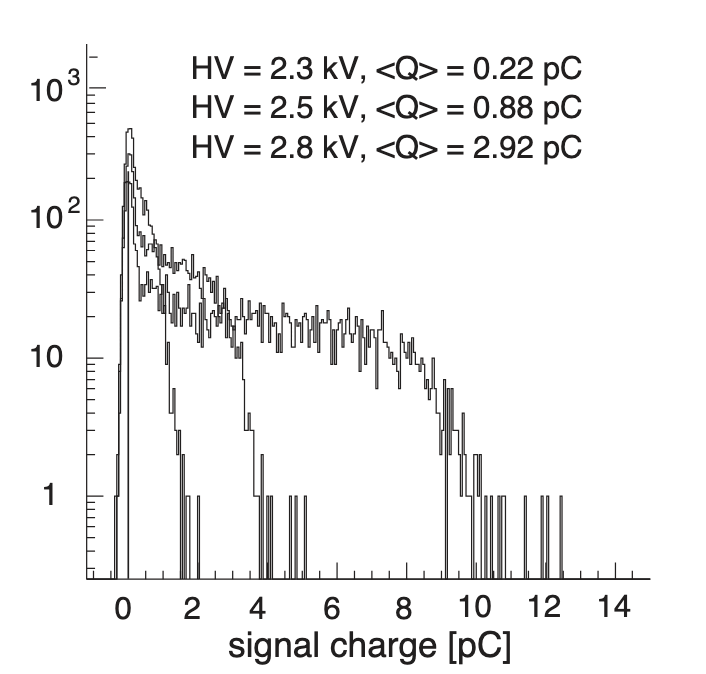 HV = 2.3 kV, <Q> = 0.22 pC
HV = 2.5 kV, <Q> = 0.88 pC
HV = 2.8 kV, <Q> = 2.92 pC
10³
10²
10
1
0 2 4 6 8 10 12 14
signal charge [pC]